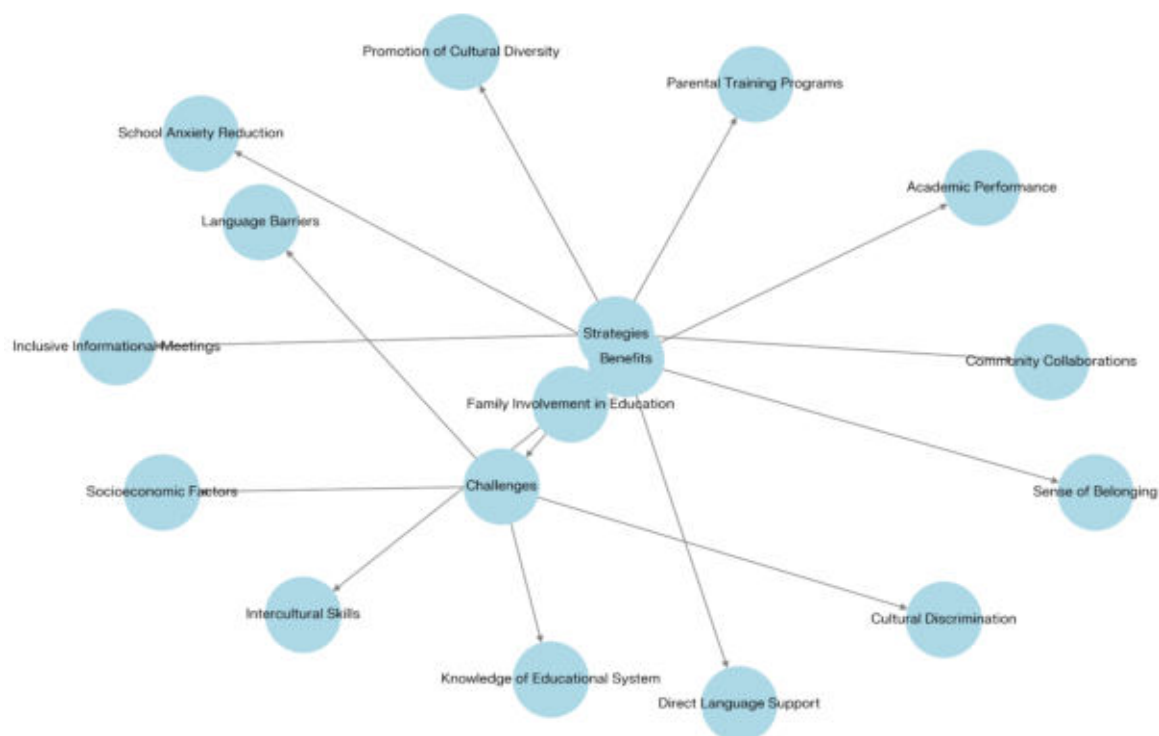 Promotion of Cultural Diversity
Parental Training Programs
School Anxiety Reduction
Academic Performance
Language Barriers
Strategies
Inclusive Informational Meetings
Benefits
Community Collaborations
Family Involvement in Education
Challenges
Socioeconomic Factors
Sense of Belonging
Intercultural Skills
Cultural Discrimination
Knowledge of Educational System
Direct Language Support